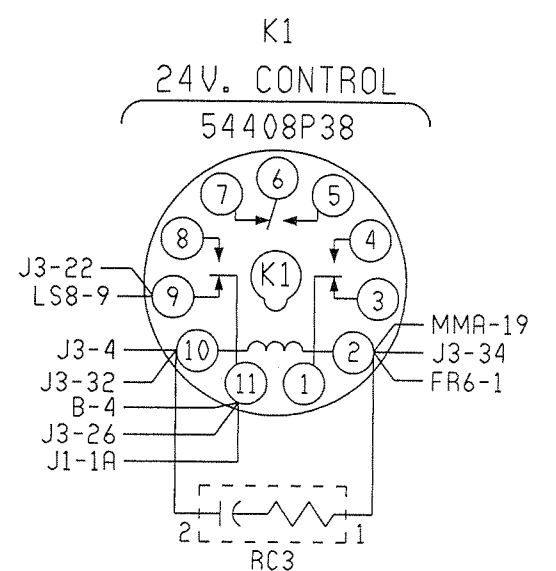 K1
24V. CONTROL
54408P38
6
7
5
8
4
K1
J3-22
LS8-9
9
3
MMA-19
J3-4
10
2
J3-34
J3-32
11
1
FR6-1
B-4
J3-26
J1-1A
2
1
RC3